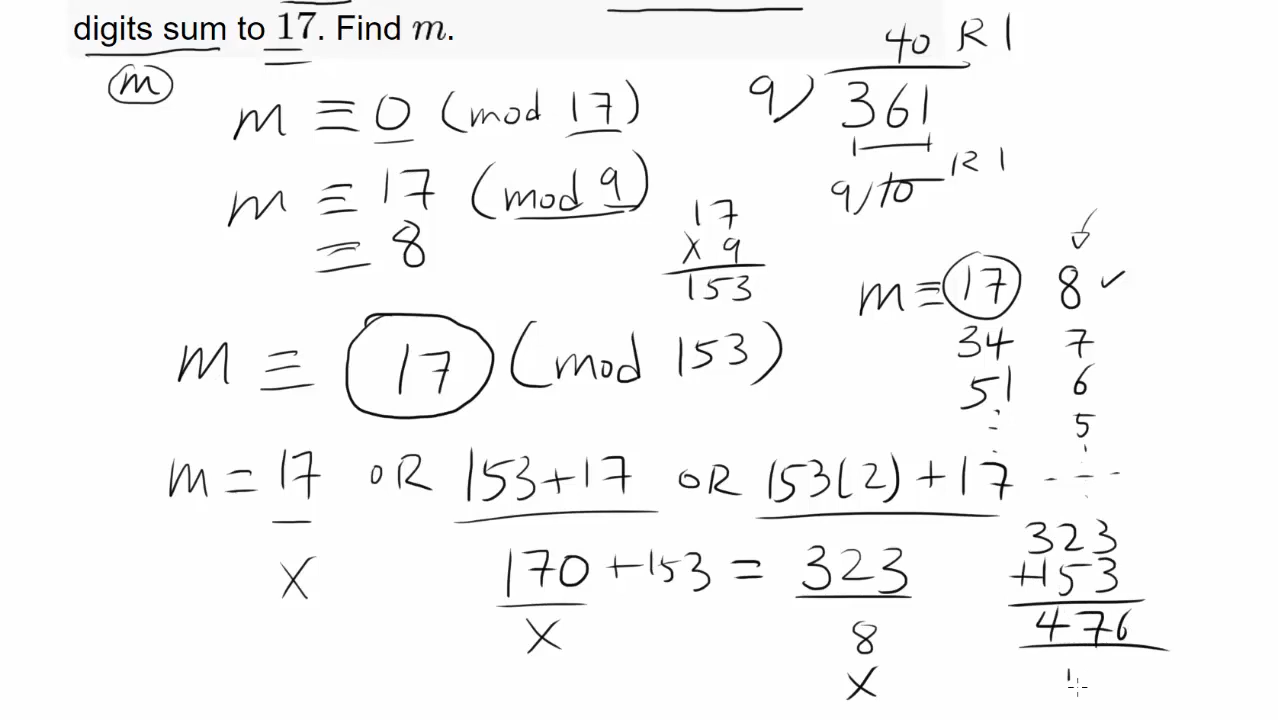 digits sum to 17. Find m.
m
m ≡ 0 (mod 17)
m ≡ 17 (mod 9)
≡ 8
17
x 9
153
40 R 1
9)361
R 1
9)10
m ≡ 17 8 ✓
34 7
51 6
: 5
m ≡ 17 (mod 153)
m = 17 OR 153+17 OR 153(2) + 17 - - -
x 170 +153 = 323
x 8
x
323
+153
476